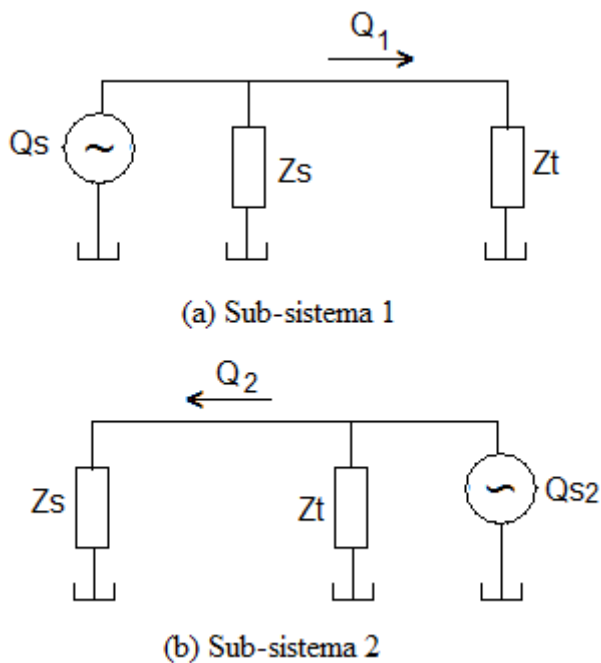 Q1
Qs
Zs
Zt
(a) Sub-sistema 1
Q2
Zs
Zt
Qs2
(b) Sub-sistema 2